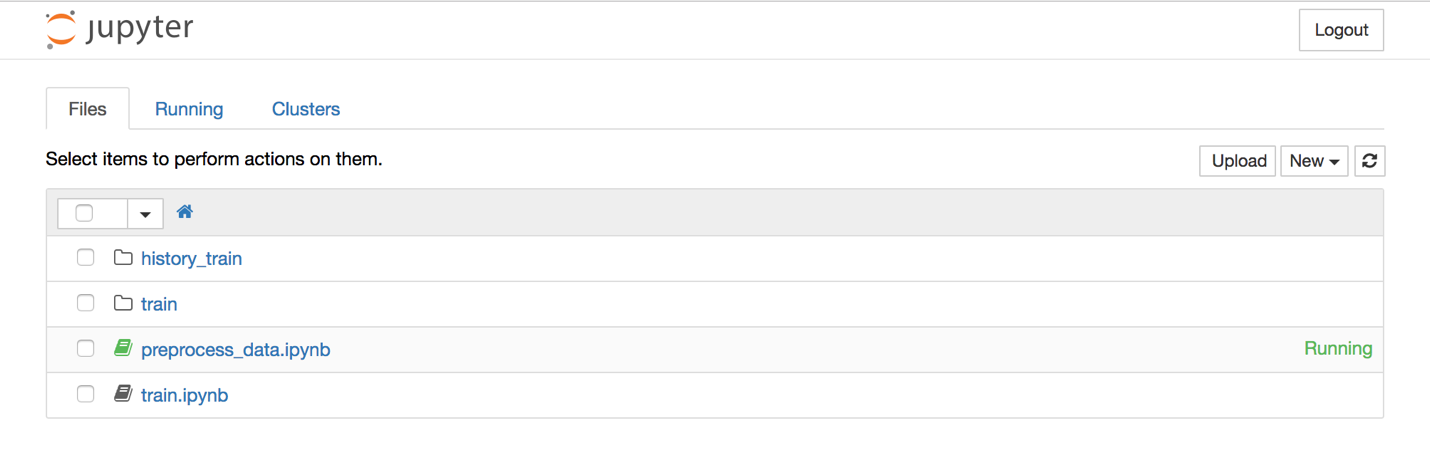 jupyter
Logout
Files Running Clusters
Select items to perform actions on them.
Upload New
history_train
train
preprocess_data.ipynb Running
train.ipynb